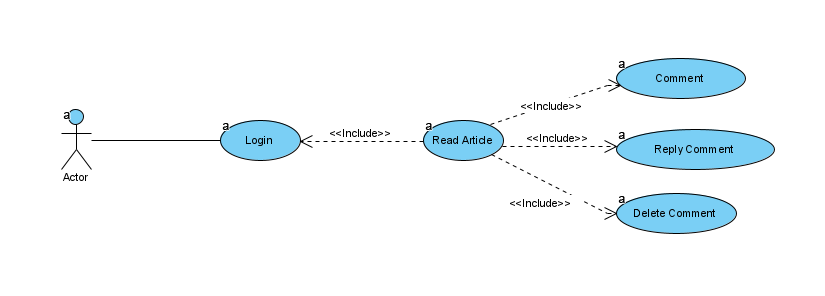 a
Comment
<<Include>>
a
Actor
a
Login
<<Include>>
a
Read Article
<<Include>>
a
Reply Comment
<<Include>>
a
Delete Comment